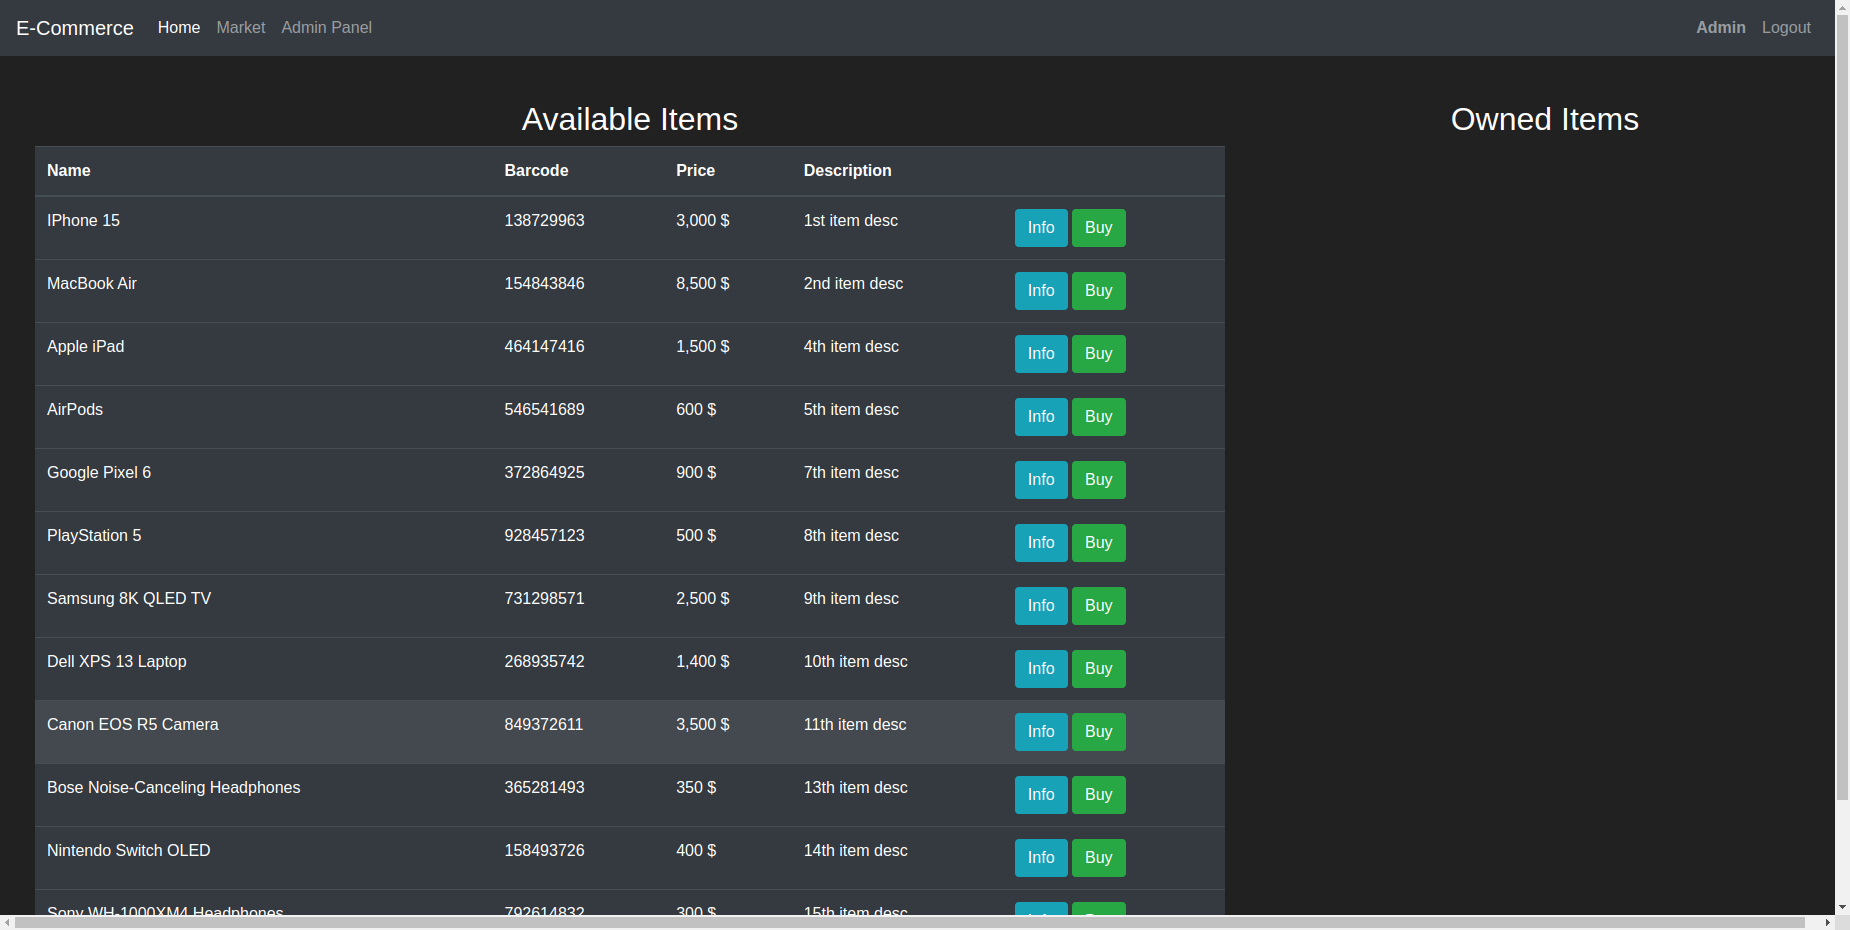 E-Commerce Home Market Admin Panel Admin Logout
Available Items Owned Items
Name Barcode Price Description
IPhone 15 138729963 3,000 $ 1st item desc Info Buy
MacBook Air 154843846 8,500 $ 2nd item desc Info Buy
Apple iPad 464147416 1,500 $ 4th item desc Info Buy
AirPods 546541689 600 $ 5th item desc Info Buy
Google Pixel 6 372864925 900 $ 7th item desc Info Buy
PlayStation 5 928457123 500 $ 8th item desc Info Buy
Samsung 8K QLED TV 731298571 2,500 $ 9th item desc Info Buy
Dell XPS 13 Laptop 268935742 1,400 $ 10th item desc Info Buy
Canon EOS R5 Camera 849372611 3,500 $ 11th item desc Info Buy
Bose Noise-Canceling Headphones 365281493 350 $ 13th item desc Info Buy
Nintendo Switch OLED 158493726 400 $ 14th item desc Info Buy
Sony WH-1000XM4 Headphones 792614832 300 $ 15th item desc